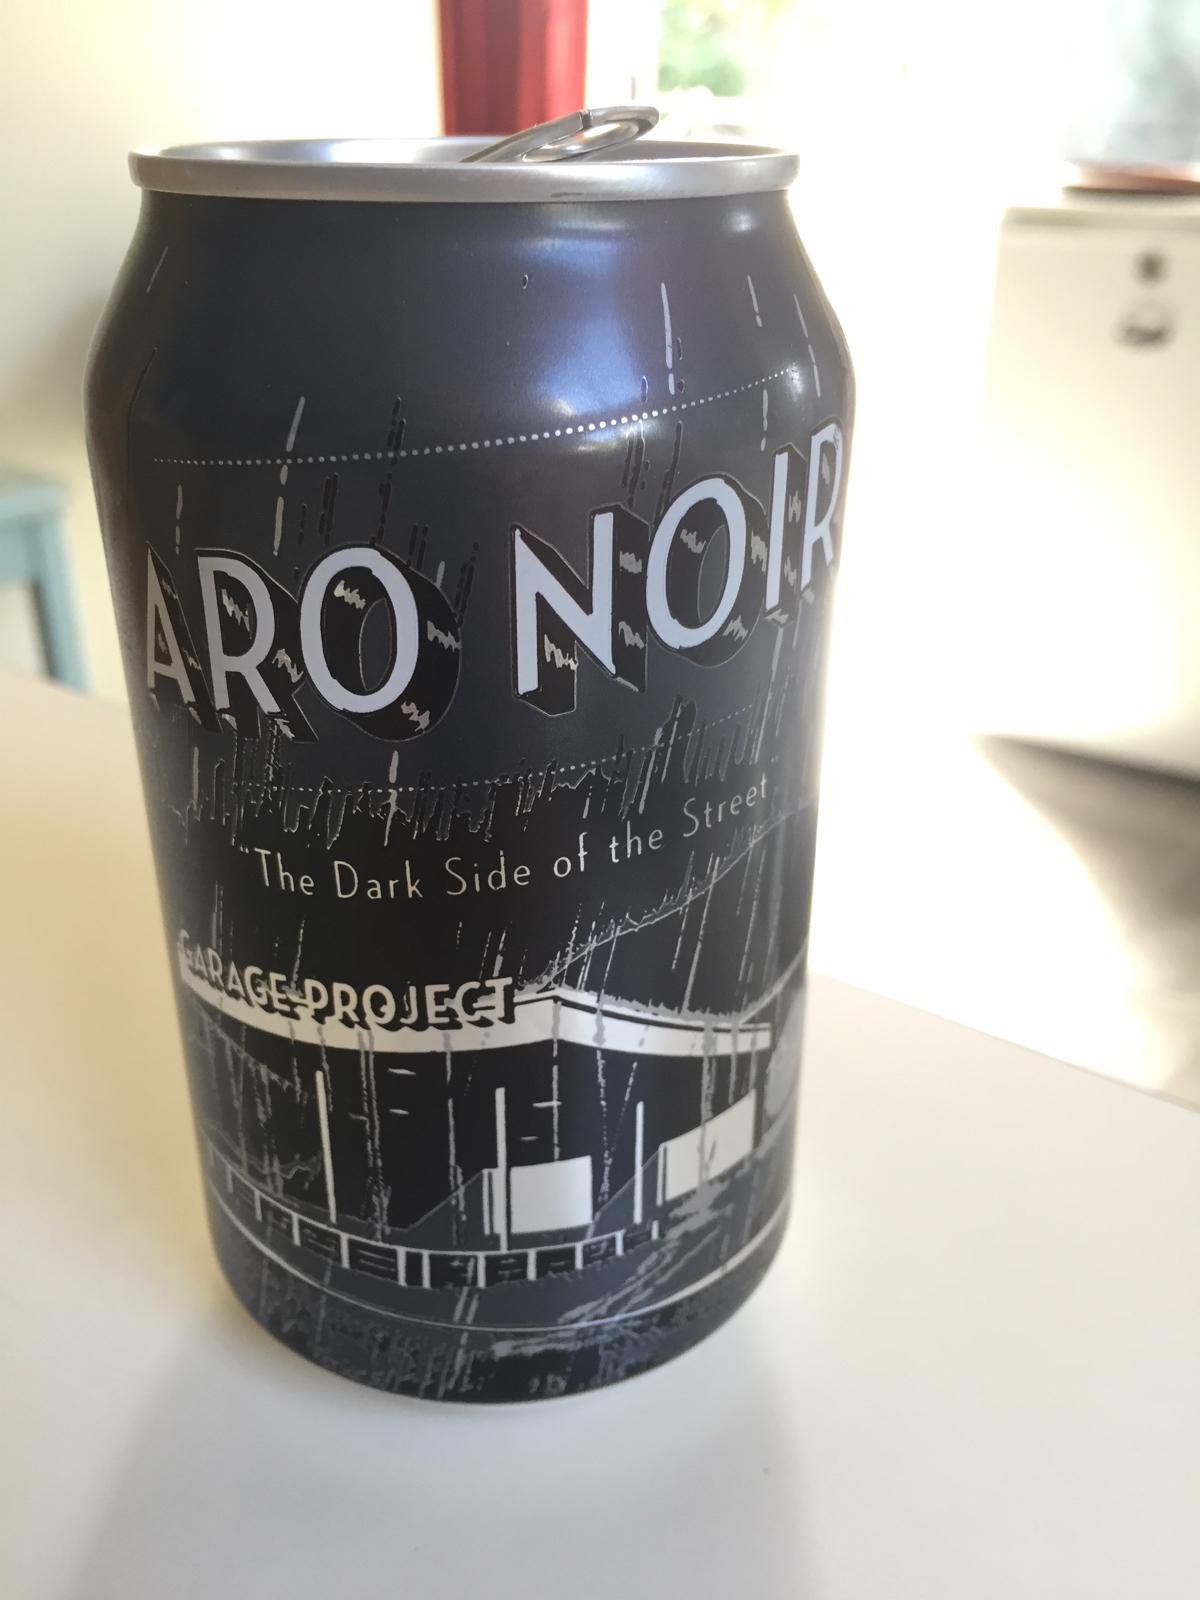 ARO NOIR
"The Dark Side of the Street"
GARAGE PROJECT